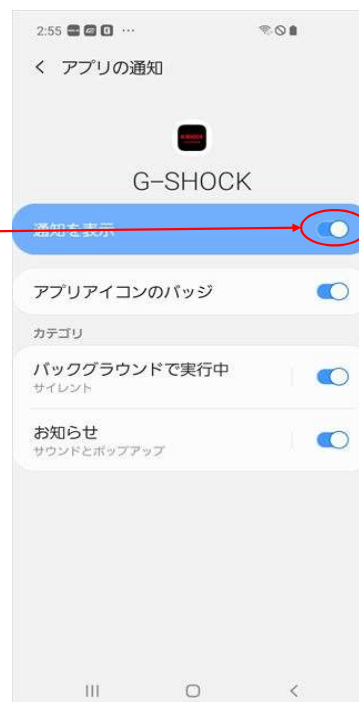 2:55
アプリの通知
G-SHOCK
通知を表示
アプリアイコンのバッジ
カテゴリ
バックグラウンドで実行中
サイレント
お知らせ
サウンドとポップアップ